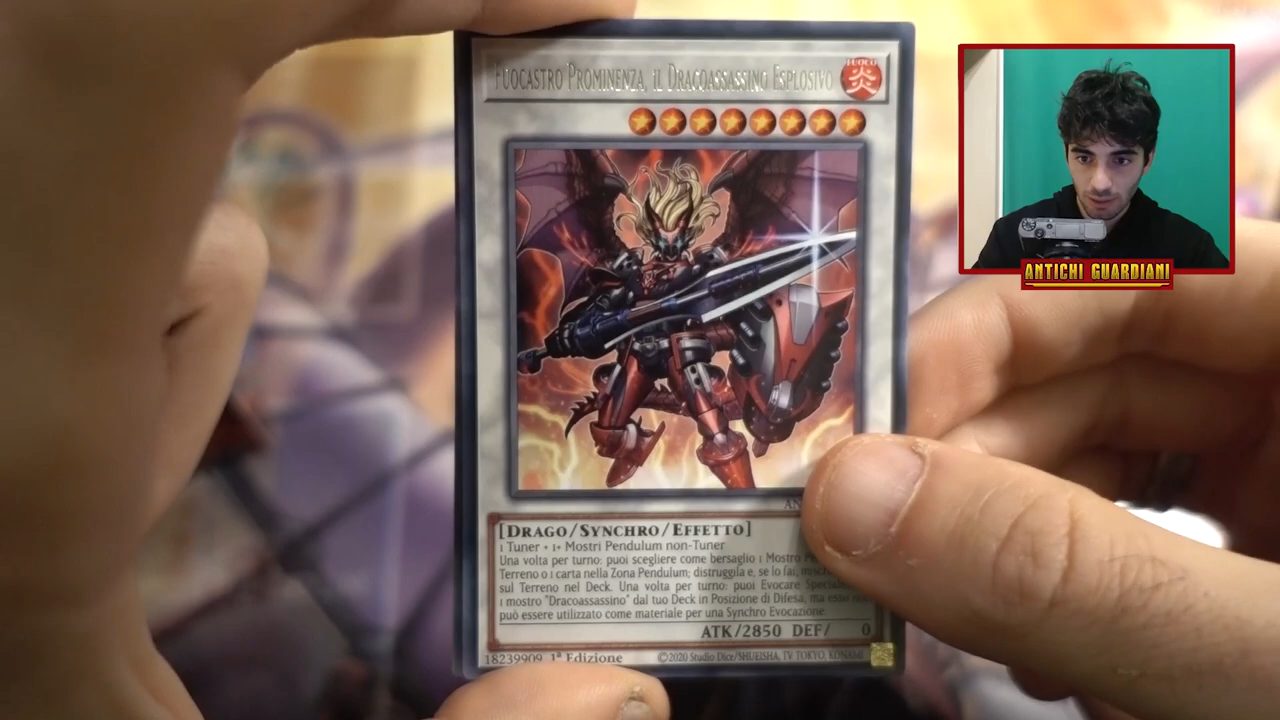 Fuocastro Prominenza, il Dracoassassino Esplosivo
FUOCO
炎
ANTICHI GUARDIANI
AN
[Drago/Synchro/Effetto]
1 Tuner + 1+ Mostri Pendulum non-Tuner
Una volta per turno: puoi scegliere come bersaglio 1 Mostro
Terreno o 1 carta nella Zona Pendulum; distruggila e, se lo fai,
sul Terreno nel Deck. Una volta per turno: puoi Evocare
1 mostro "Dracoassassino" dal tuo Deck in Posizione di Difesa, ma
può essere utilizzato come materiale per una Synchro Evocazione.
ATK/2850 DEF/ 0
18239909 1ª Edizione ©2020 Studio Dice/SHUEISHA, TV TOKYO, KONAMI